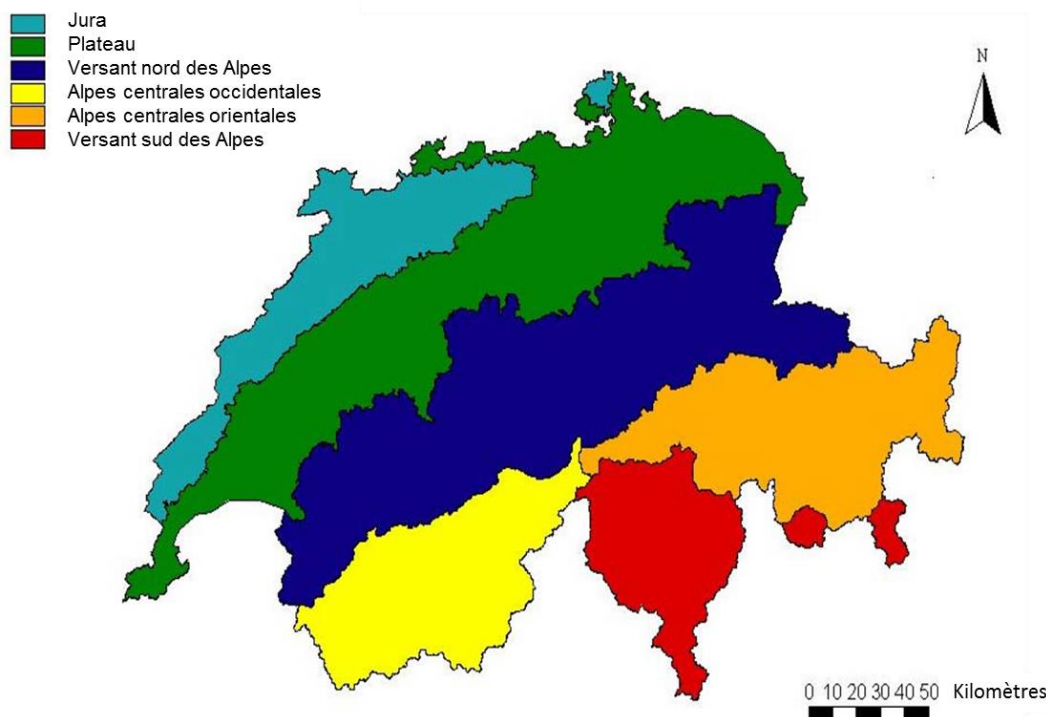 Jura
Plateau
Versant nord des Alpes
Alpes centrales occidentales
Alpes centrales orientales
Versant sud des Alpes
N
0 10 20 30 40 50 Kilomètres